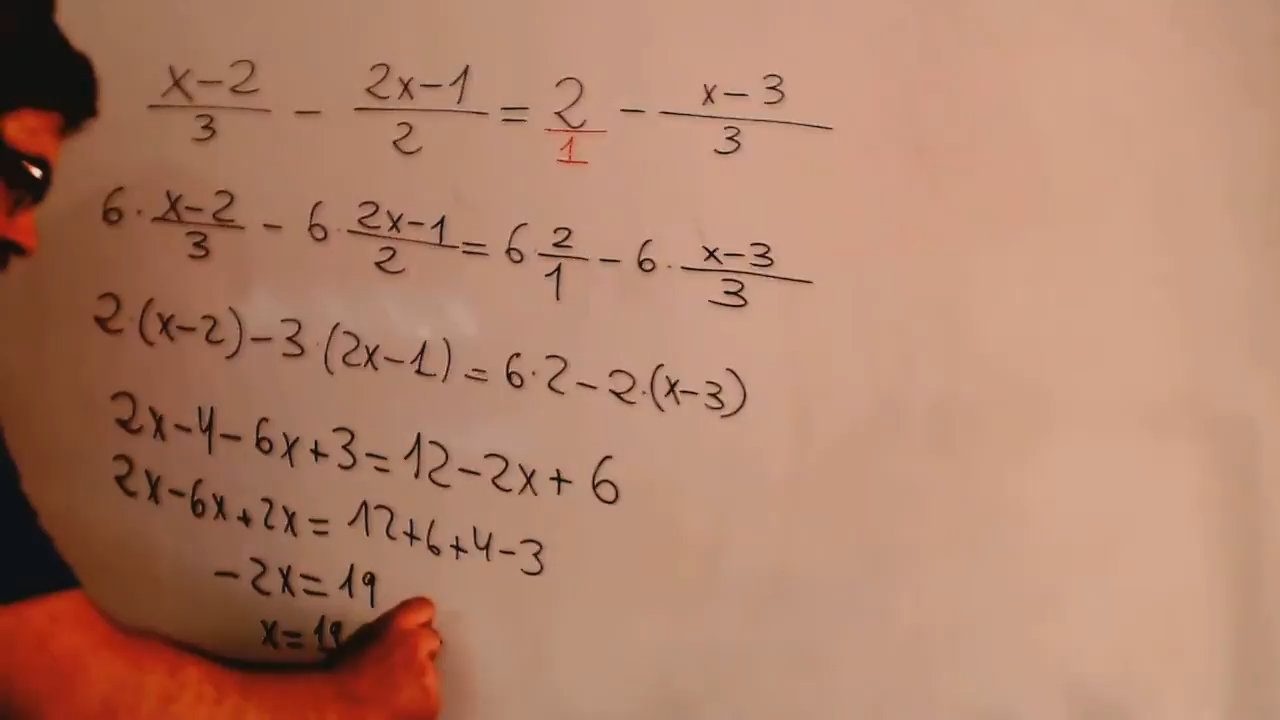 x-2/3 - 2x-1/2 = 2/1 - x-3/3
6·x-2/3 - 6·2x-1/2 = 6·2/1 - 6·x-3/3
2·(x-2)-3·(2x-1)=6·2-2·(x-3)
2x-4-6x+3=12-2x+6
2x-6x+2x=12+6+4-3
-2x=19
x=19